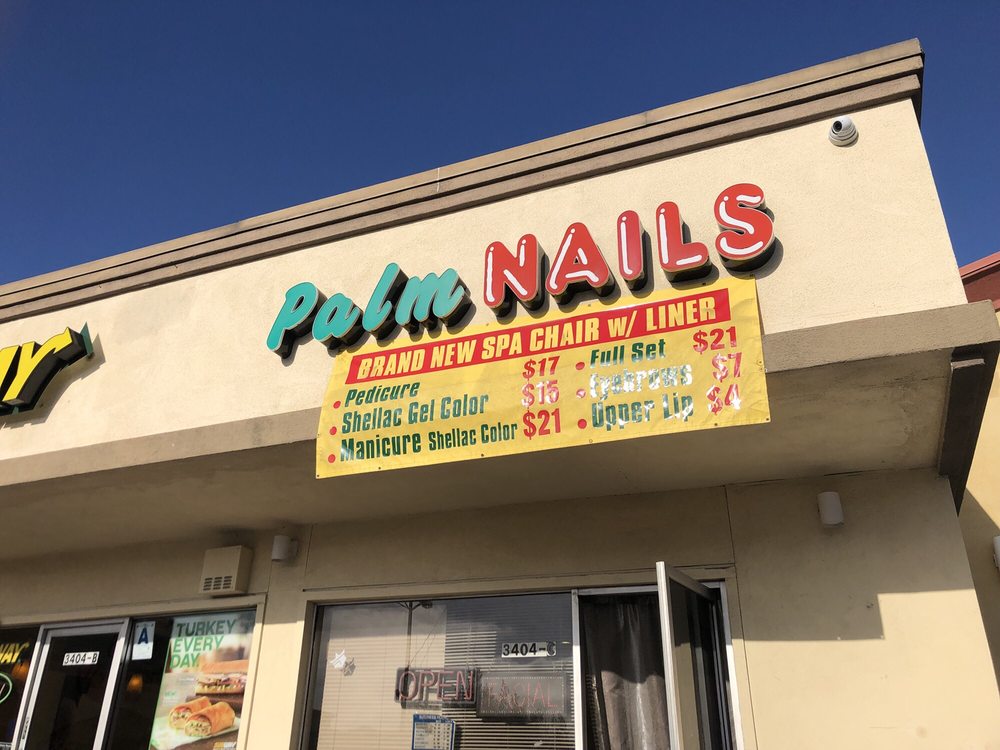 Palm NAILS
BRAND NEW SPA CHAIR W/ LINER
• Pedicure $17
• Shellac Gel Color $15
• Manicure Shellac Color $21
• Full Set $21
• Eyebrows $7
• Upper Lip $4
WAY
3404-B
A
TURKEY
EVERY
DAY
3404-C
OPEN
FACIAL